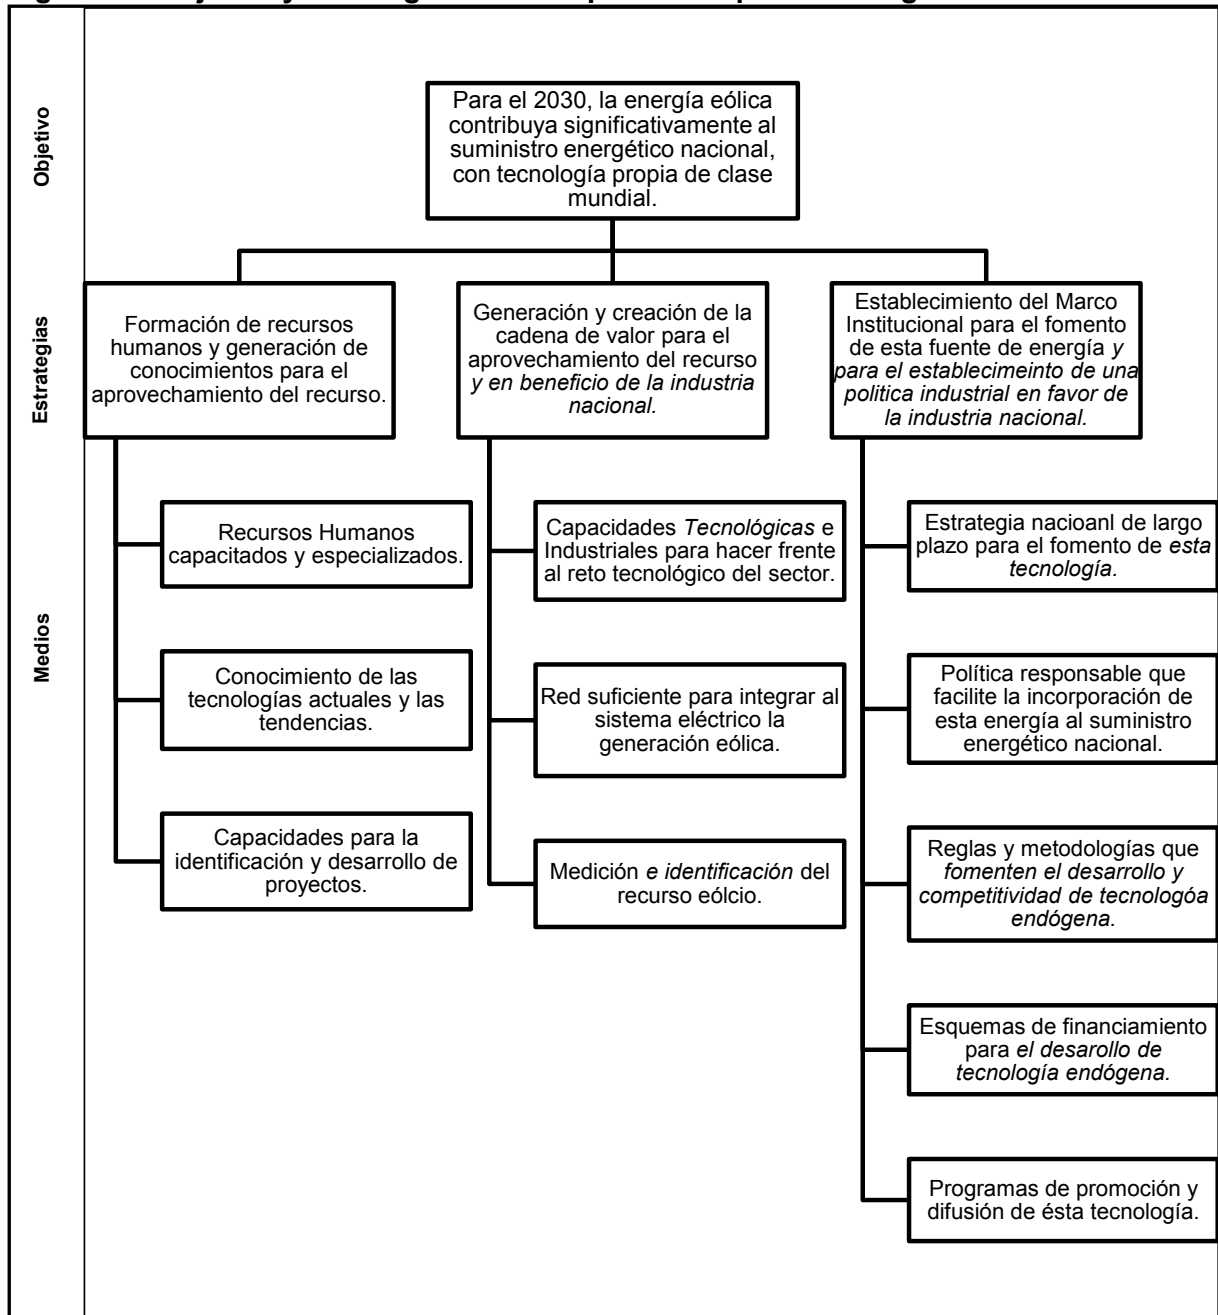 Objetivo
Para el 2030, la energía eólica
contribuya significativamente al
suministro energético nacional,
con tecnología propia de clase
mundial.
Estrategias
Formación de recursos
humanos y generación de
conocimientos para el
aprovechamiento del recurso.
Generación y creación de la
cadena de valor para el
aprovechamiento del recurso
y en beneficio de la industria
nacional.
Establecimiento del Marco
Institucional para el fomento
de esta fuente de energía y
para el establecimeinto de una
politica industrial en favor de
la industria nacional.
Medios
Recursos Humanos
capacitados y especializados.
Conocimiento de las
tecnologías actuales y las
tendencias.
Capacidades para la
identificación y desarrollo de
proyectos.
Capacidades Tecnológicas e
Industriales para hacer frente
al reto tecnológico del sector.
Red suficiente para integrar al
sistema eléctrico la
generación eólica.
Medición e identificación del
recurso eólcio.
Estrategia nacioanl de largo
plazo para el fomento de esta
tecnología.
Política responsable que
facilite la incorporación de
esta energía al suministro
energético nacional.
Reglas y metodologías que
fomenten el desarrollo y
competitividad de tecnologóa
endógena.
Esquemas de financiamiento
para el desarollo de
tecnología endógena.
Programas de promoción y
difusión de ésta tecnología.